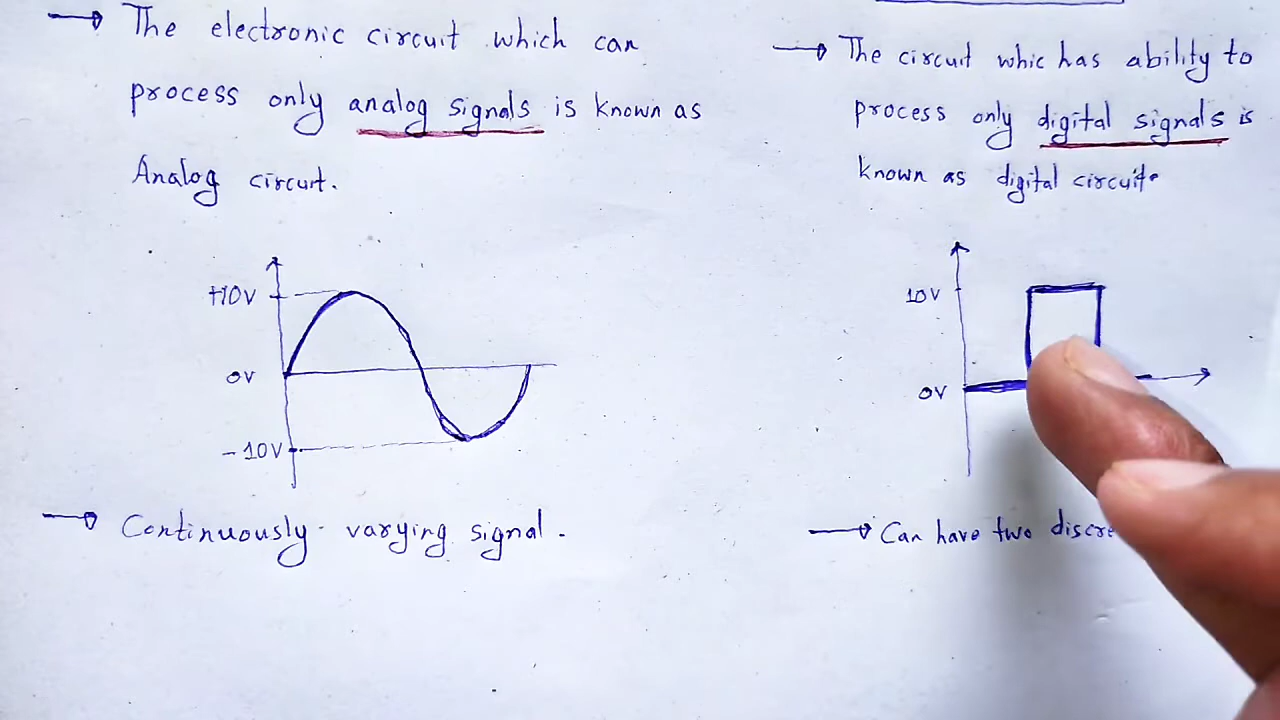 → The electronic circuit which can
process only analog signals is known as
Analog circuit.
+10V
0V
-10V
→ Continuously varying signal.
→ The circuit whic has ability to
process only digital signals is
known as digital circuit.
10V
0V
→ Can have two